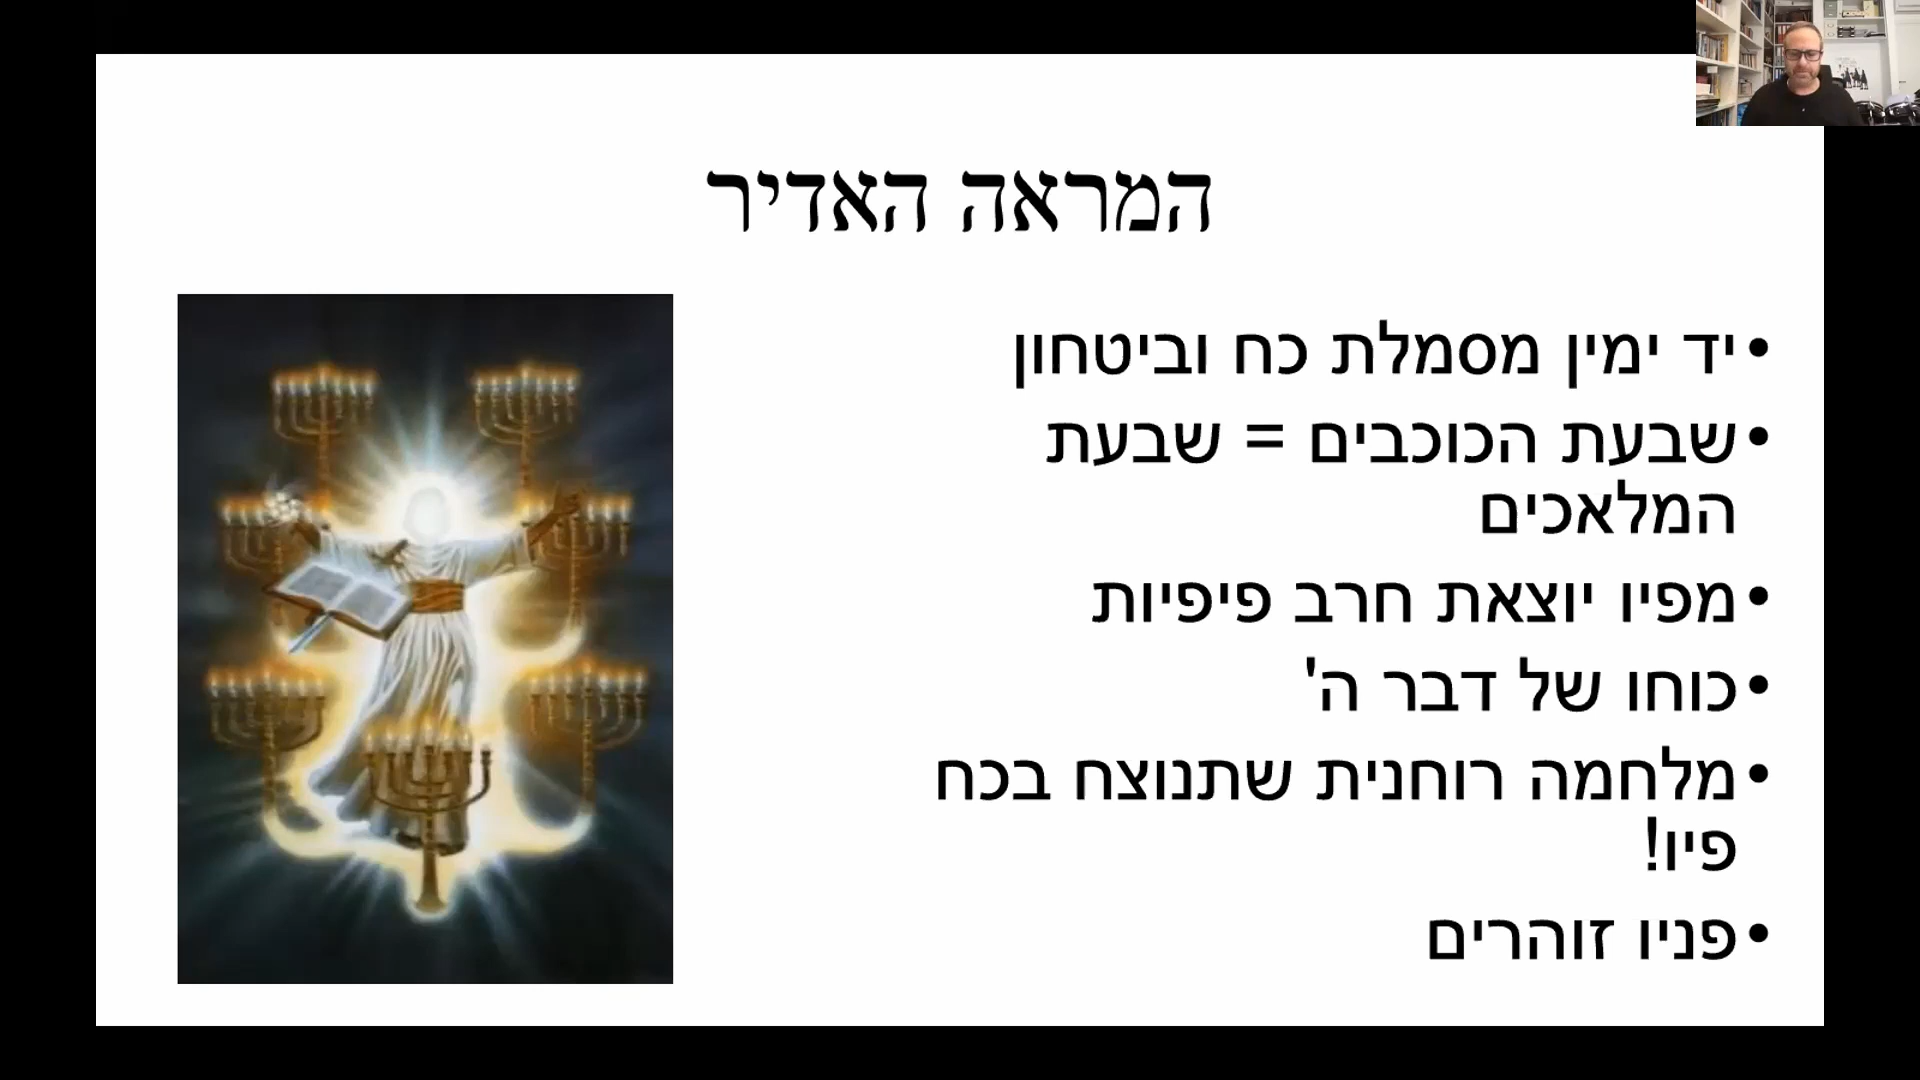 המראה האדיר
•יד ימין מסמלת כח וביטחון
•שבעת הכוכבים = שבעת
המלאכים
•מפיו יוצאת חרב פיפיות
•כוחו של דבר ה'
•מלחמה רוחנית שתנוצח בכח
פיו!
•פניו זוהרים